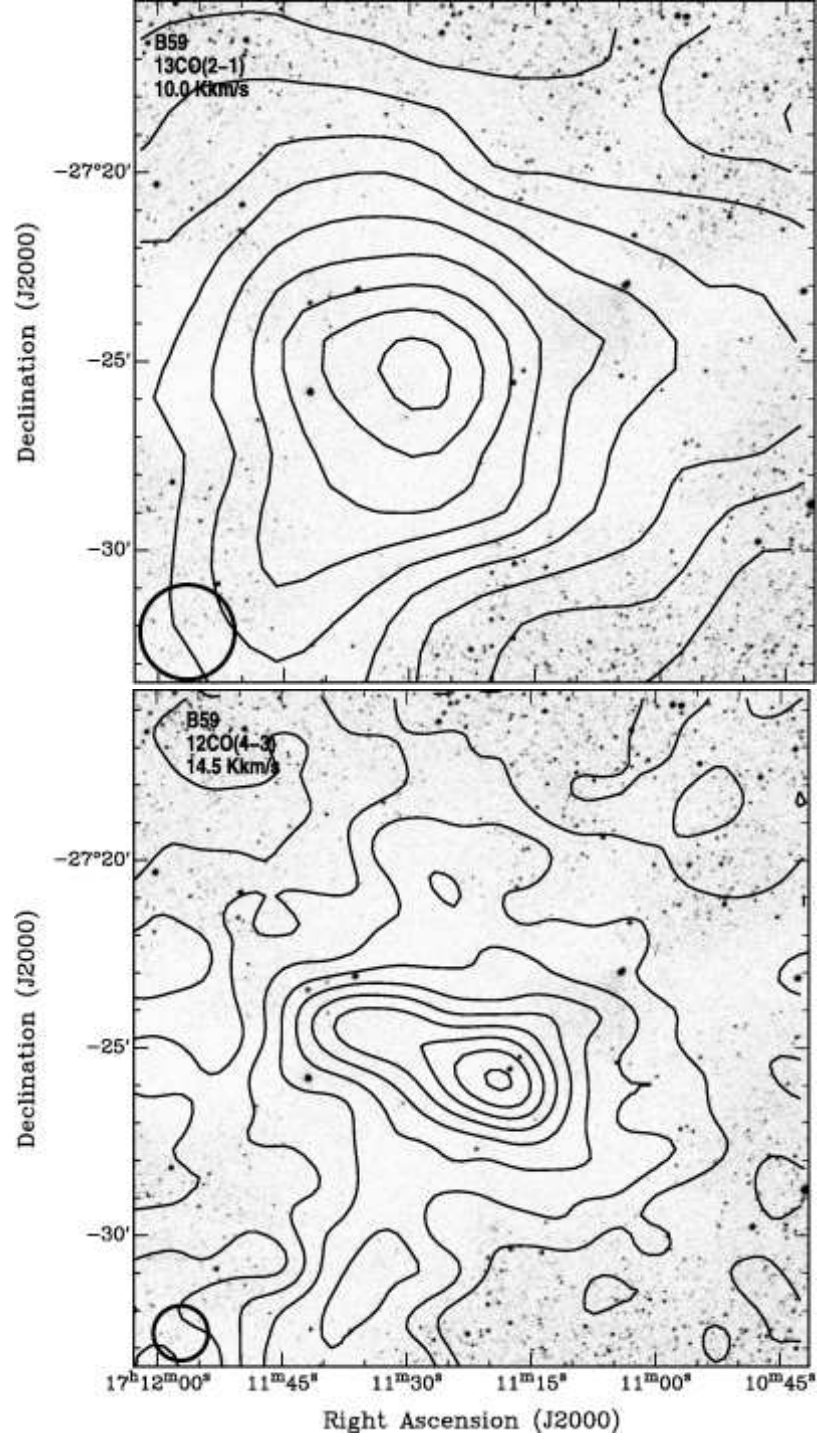 B59
13CO(2-1)
10.0 Kkm/s
-27°20'
-25'
-30'
Declination (J2000)
B59
12CO(4-3)
14.5 Kkm/s
-27°20'
-25'
-30'
Declination (J2000)
17ʰ12ᵐ00ˢ 11ᵐ45ˢ 11ᵐ30ˢ 11ᵐ15ˢ 11ᵐ00ˢ 10ᵐ45ˢ
Right Ascension (J2000)